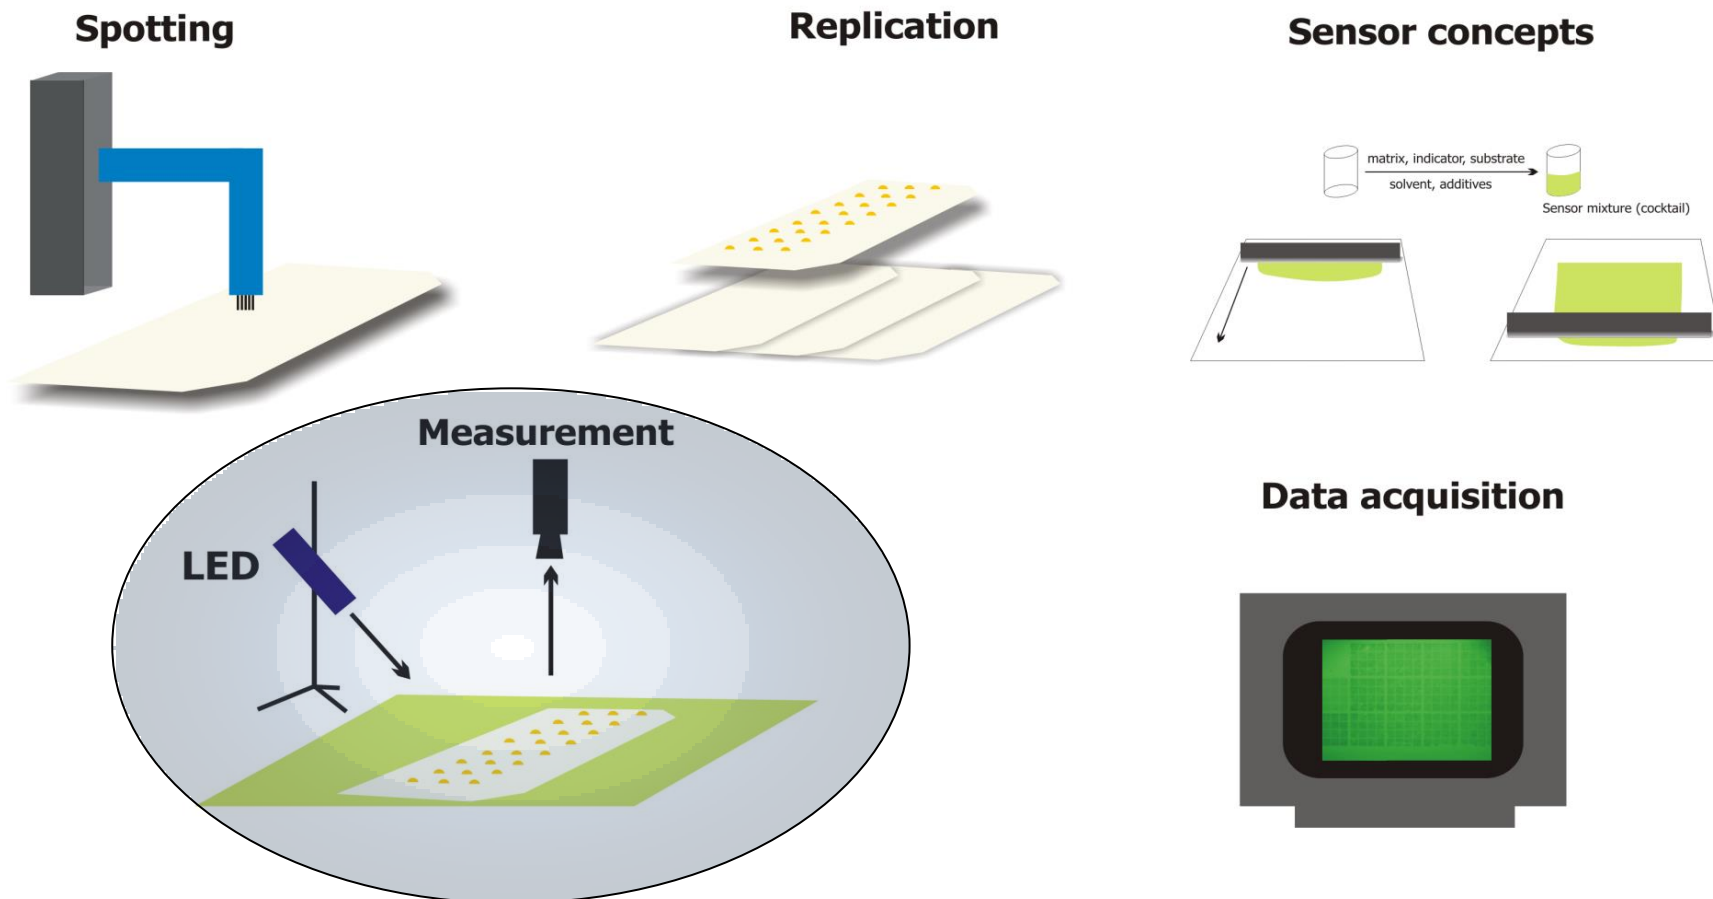 Spotting
Replication
Sensor concepts
matrix, indicator, substrate
solvent, additives
Sensor mixture (cocktail)
Measurement
LED
Data acquisition